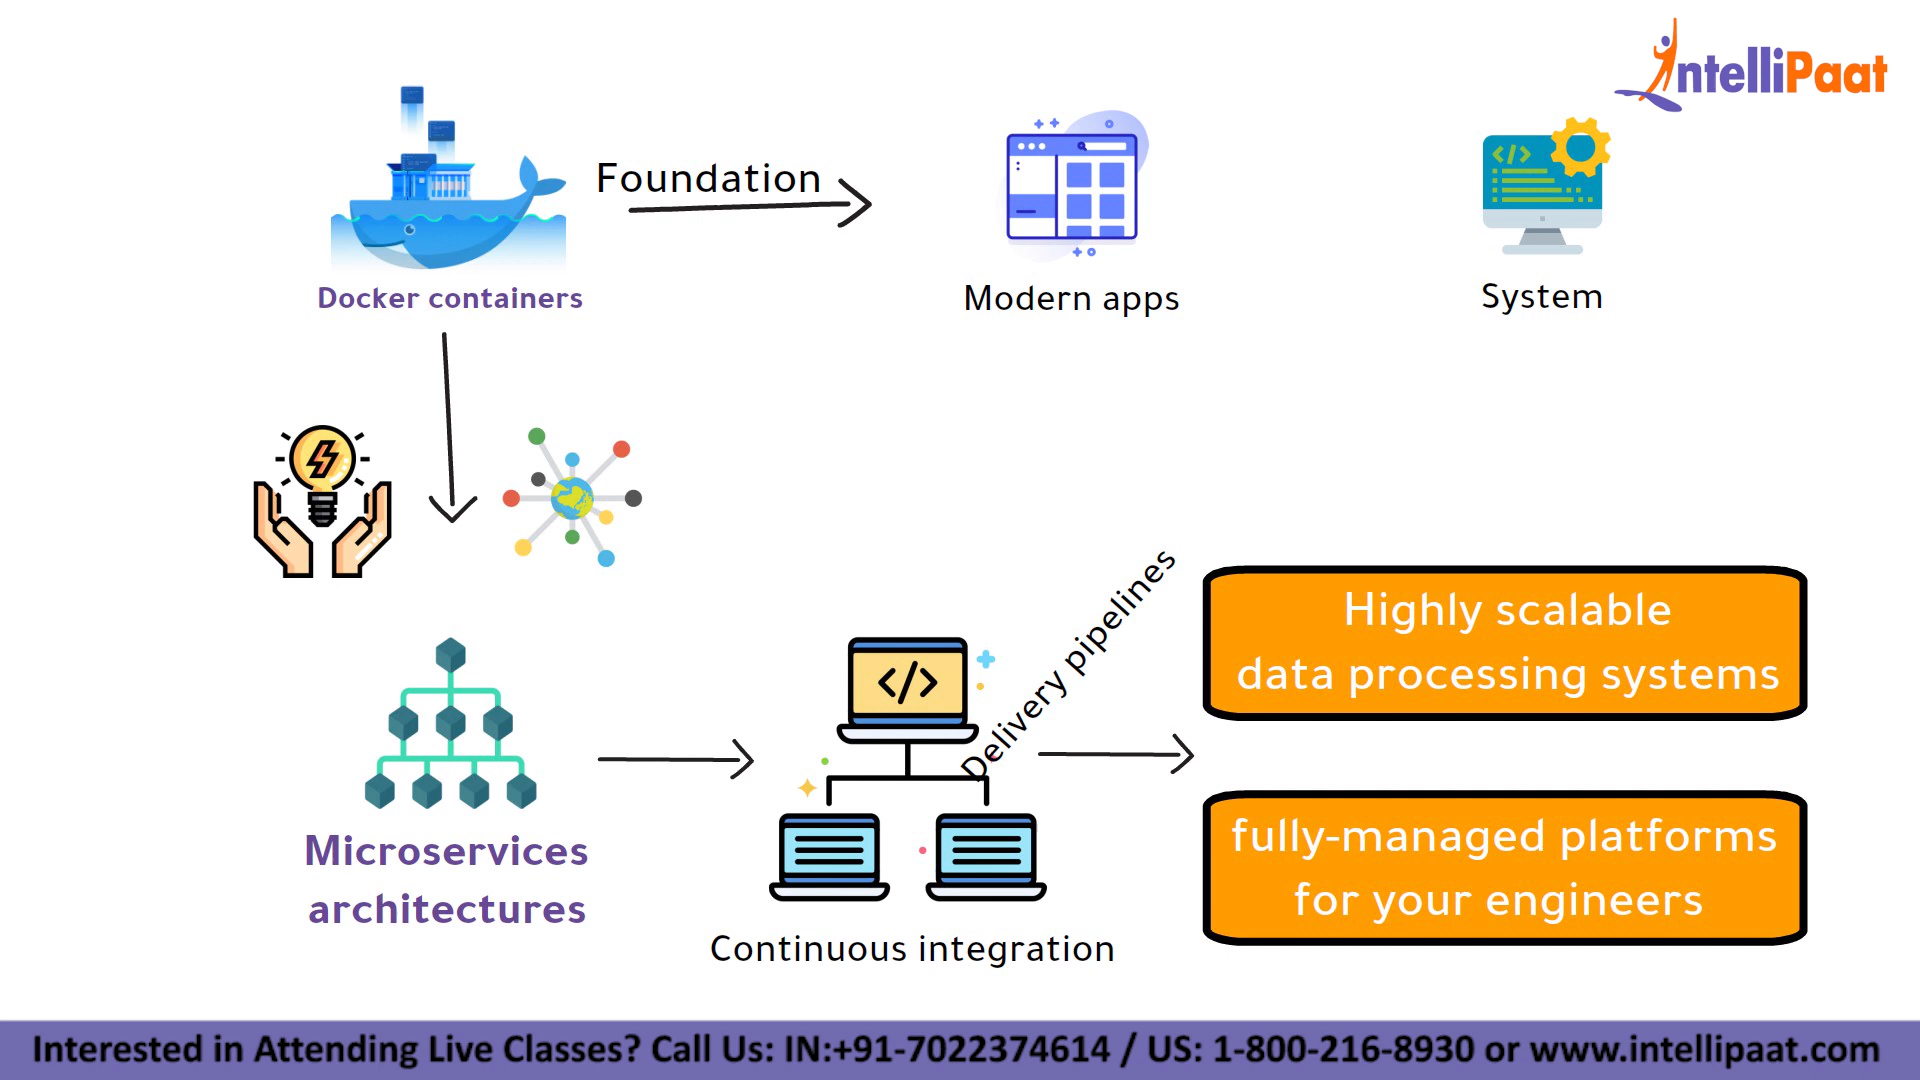 IntelliPaat
Foundation
Docker containers
Modern apps
System
Delivery pipelines
Highly scalable
data processing systems
Microservices
architectures
Continuous integration
fully-managed platforms
for your engineers
Interested in Attending Live Classes? Call Us: IN:+91-7022374614 / US: 1-800-216-8930 or www.intellipaat.com